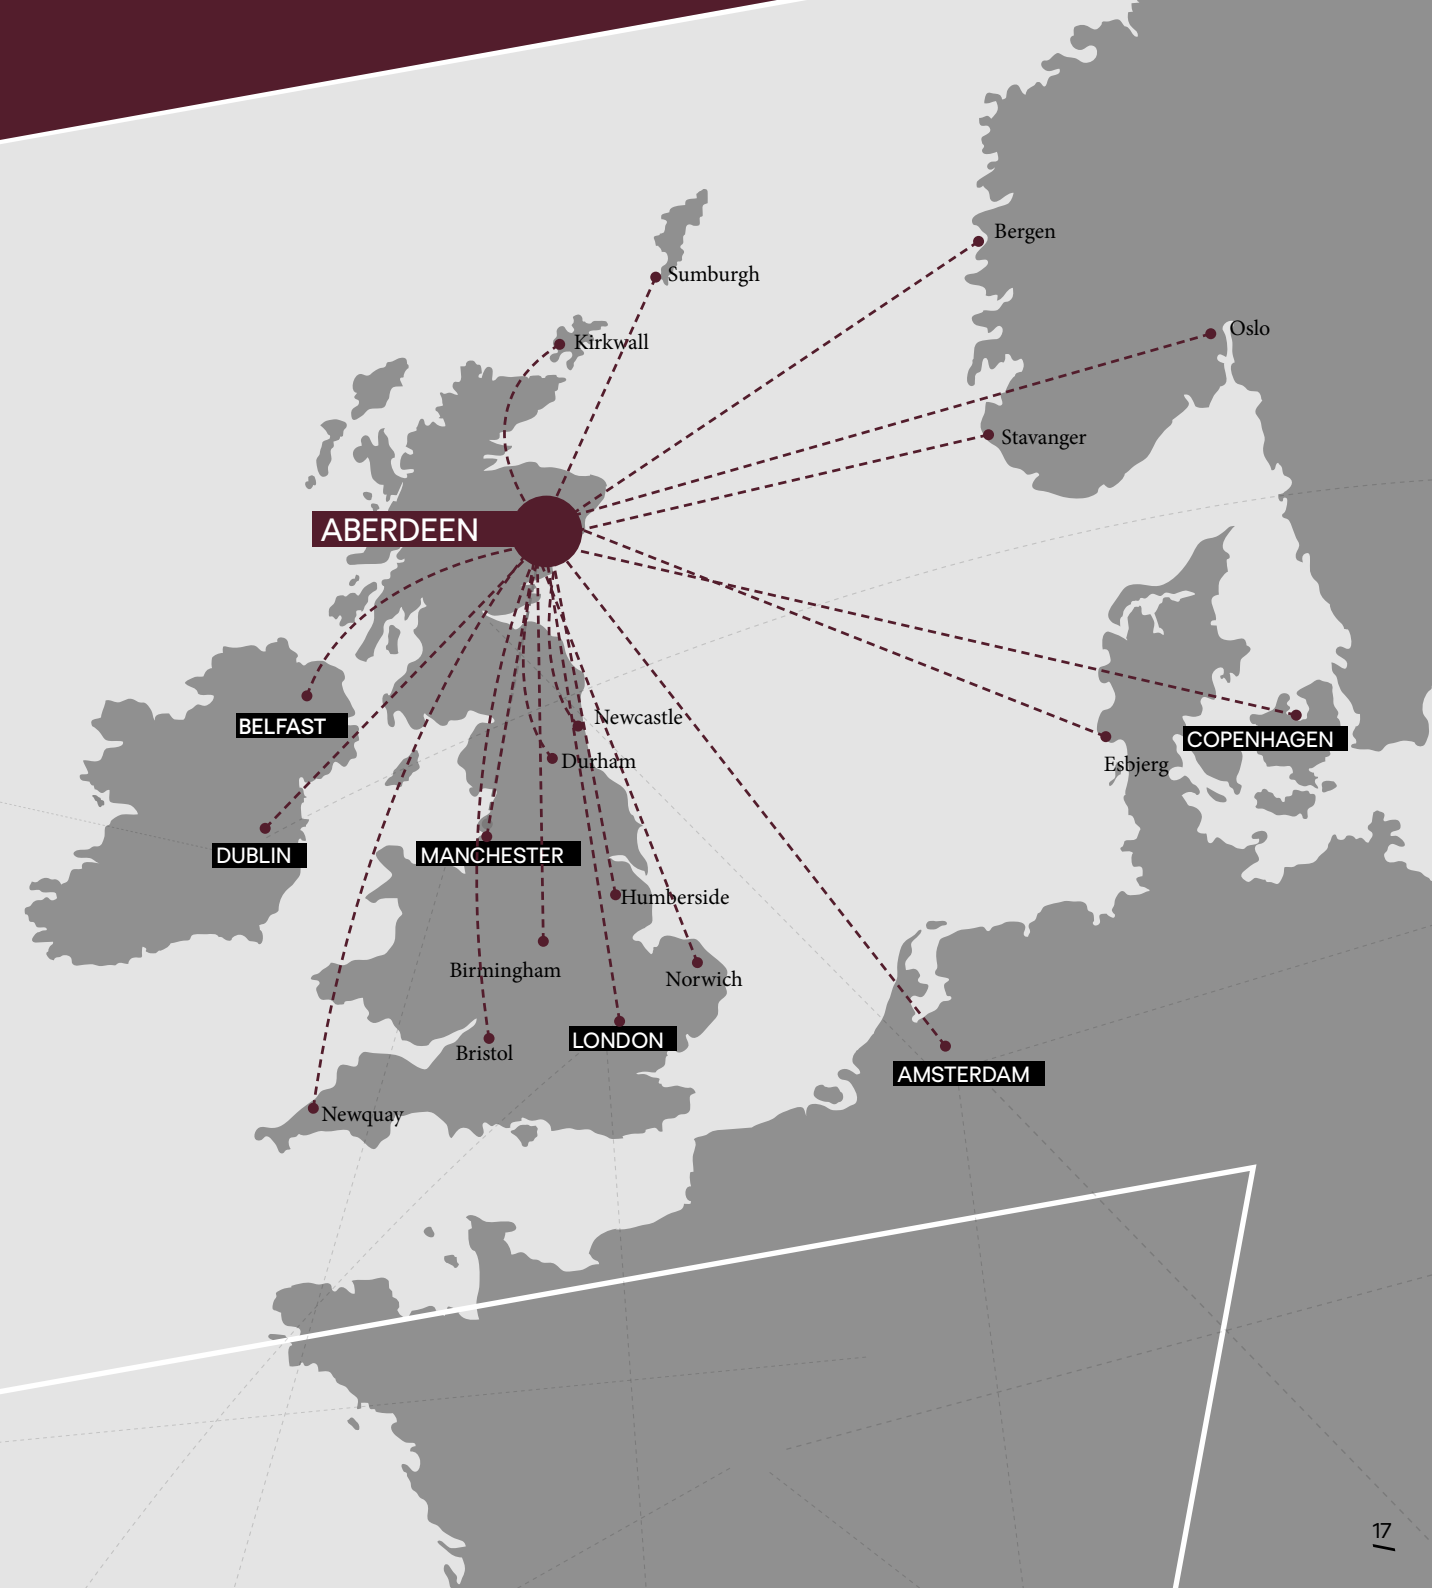 Bergen
Sumburgh
Oslo
Kirkwall
Stavanger
ABERDEEN
Newcastle
BELFAST
COPENHAGEN
Durham
Esbjerg
DUBLIN
MANCHESTER
Humberside
Birmingham
Norwich
LONDON
Bristol
AMSTERDAM
Newquay
17